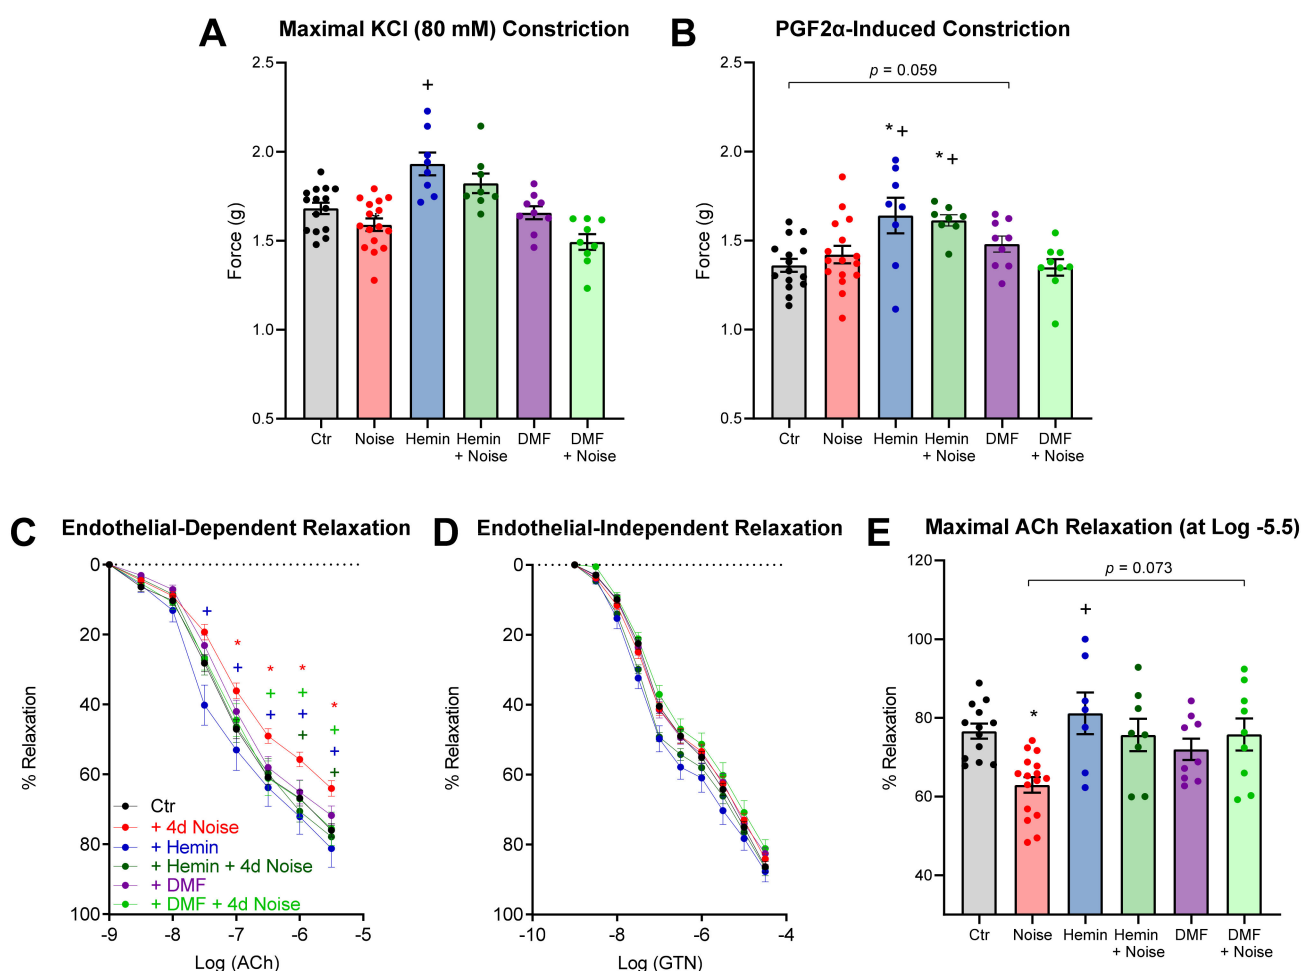 A
Maximal KCl (80 mM) Constriction
Force (g)
2.5
2.0
1.5
1.0
0.5
+
Ctr
Noise
Hemin
Hemin
+ Noise
DMF
DMF
+ Noise
B
PGF2α-Induced Constriction
Force (g)
2.5
2.0
1.5
1.0
0.5
p = 0.059
* +
* +
Ctr
Noise
Hemin
Hemin
+ Noise
DMF
DMF
+ Noise
C
Endothelial-Dependent Relaxation
% Relaxation
0
20
40
60
80
100
+
*
+
*
+
+
*
+
+
+
*
+
+
+
Ctr
+ 4d Noise
+ Hemin
+ Hemin + 4d Noise
+ DMF
+ DMF + 4d Noise
-9
-8
-7
-6
-5
Log (ACh)
D
Endothelial-Independent Relaxation
% Relaxation
0
20
40
60
80
100
-10
-8
-6
-4
Log (GTN)
E
Maximal ACh Relaxation (at Log -5.5)
% Relaxation
120
100
80
60
40
p = 0.073
*
+
Ctr
Noise
Hemin
Hemin
+ Noise
DMF
DMF
+ Noise